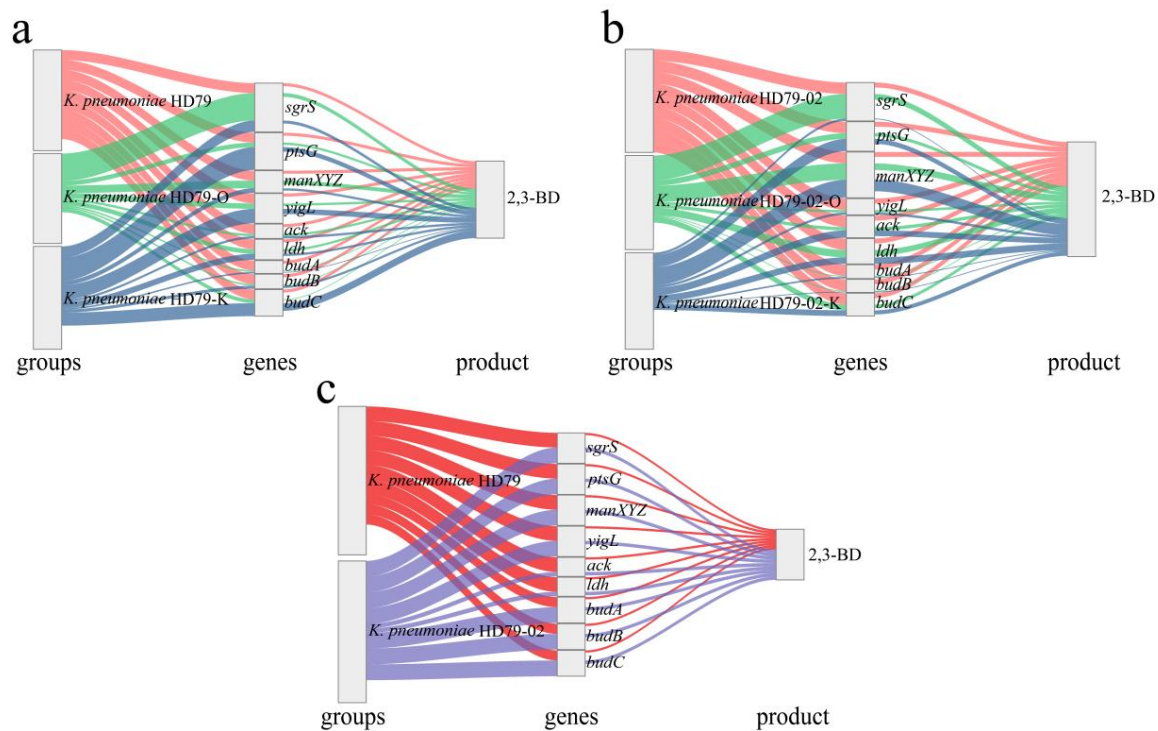 a
K. pneumoniae HD79
K. pneumoniae HD79-O
K. pneumoniae HD79-K
sgrS
ptsG
manXYZ
yigL
ack
ldh
budA
budB
budC
2,3-BD
groups genes product
b
K. pneumoniae HD79-02
K. pneumoniae HD79-02-O
K. pneumoniae HD79-02-K
sgrS
ptsG
manXYZ
yigL
ack
ldh
budA
budB
budC
2,3-BD
groups genes product
c
K. pneumoniae HD79
K. pneumoniae HD79-02
sgrS
ptsG
manXYZ
yigL
ack
ldh
budA
budB
budC
2,3-BD
groups genes product